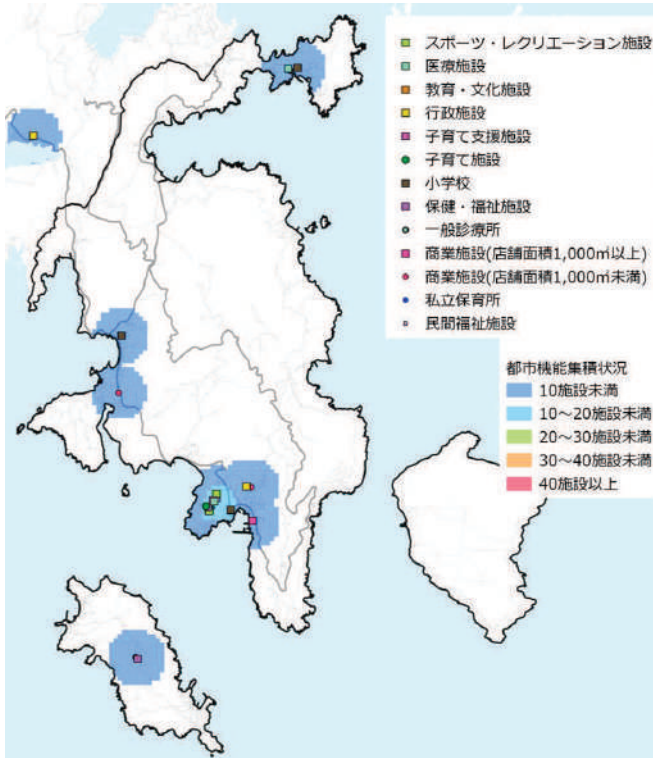 スポーツ・レクリエーション施設
医療施設
教育・文化施設
行政施設
子育て支援施設
子育て施設
小学校
保健・福祉施設
一般診療所
商業施設(店舗面積1,000㎡以上)
商業施設(店舗面積1,000㎡未満)
私立保育所
民間福祉施設
都市機能集積状況
10施設未満
10～20施設未満
20～30施設未満
30～40施設未満
40施設以上